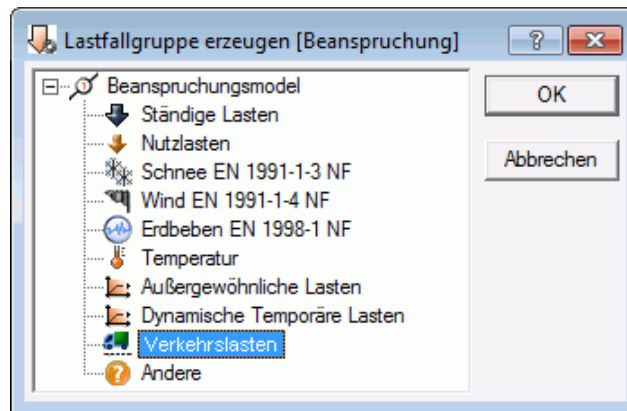 Lastfallgruppe erzeugen [Beanspruchung]
Beanspruchungsmodel
Ständige Lasten
Nutzlasten
Schnee EN 1991-1-3 NF
Wind EN 1991-1-4 NF
Erdbeben EN 1998-1 NF
Temperatur
Außergewöhnliche Lasten
Dynamische Temporäre Lasten
Verkehrslasten
Andere
OK
Abbrechen